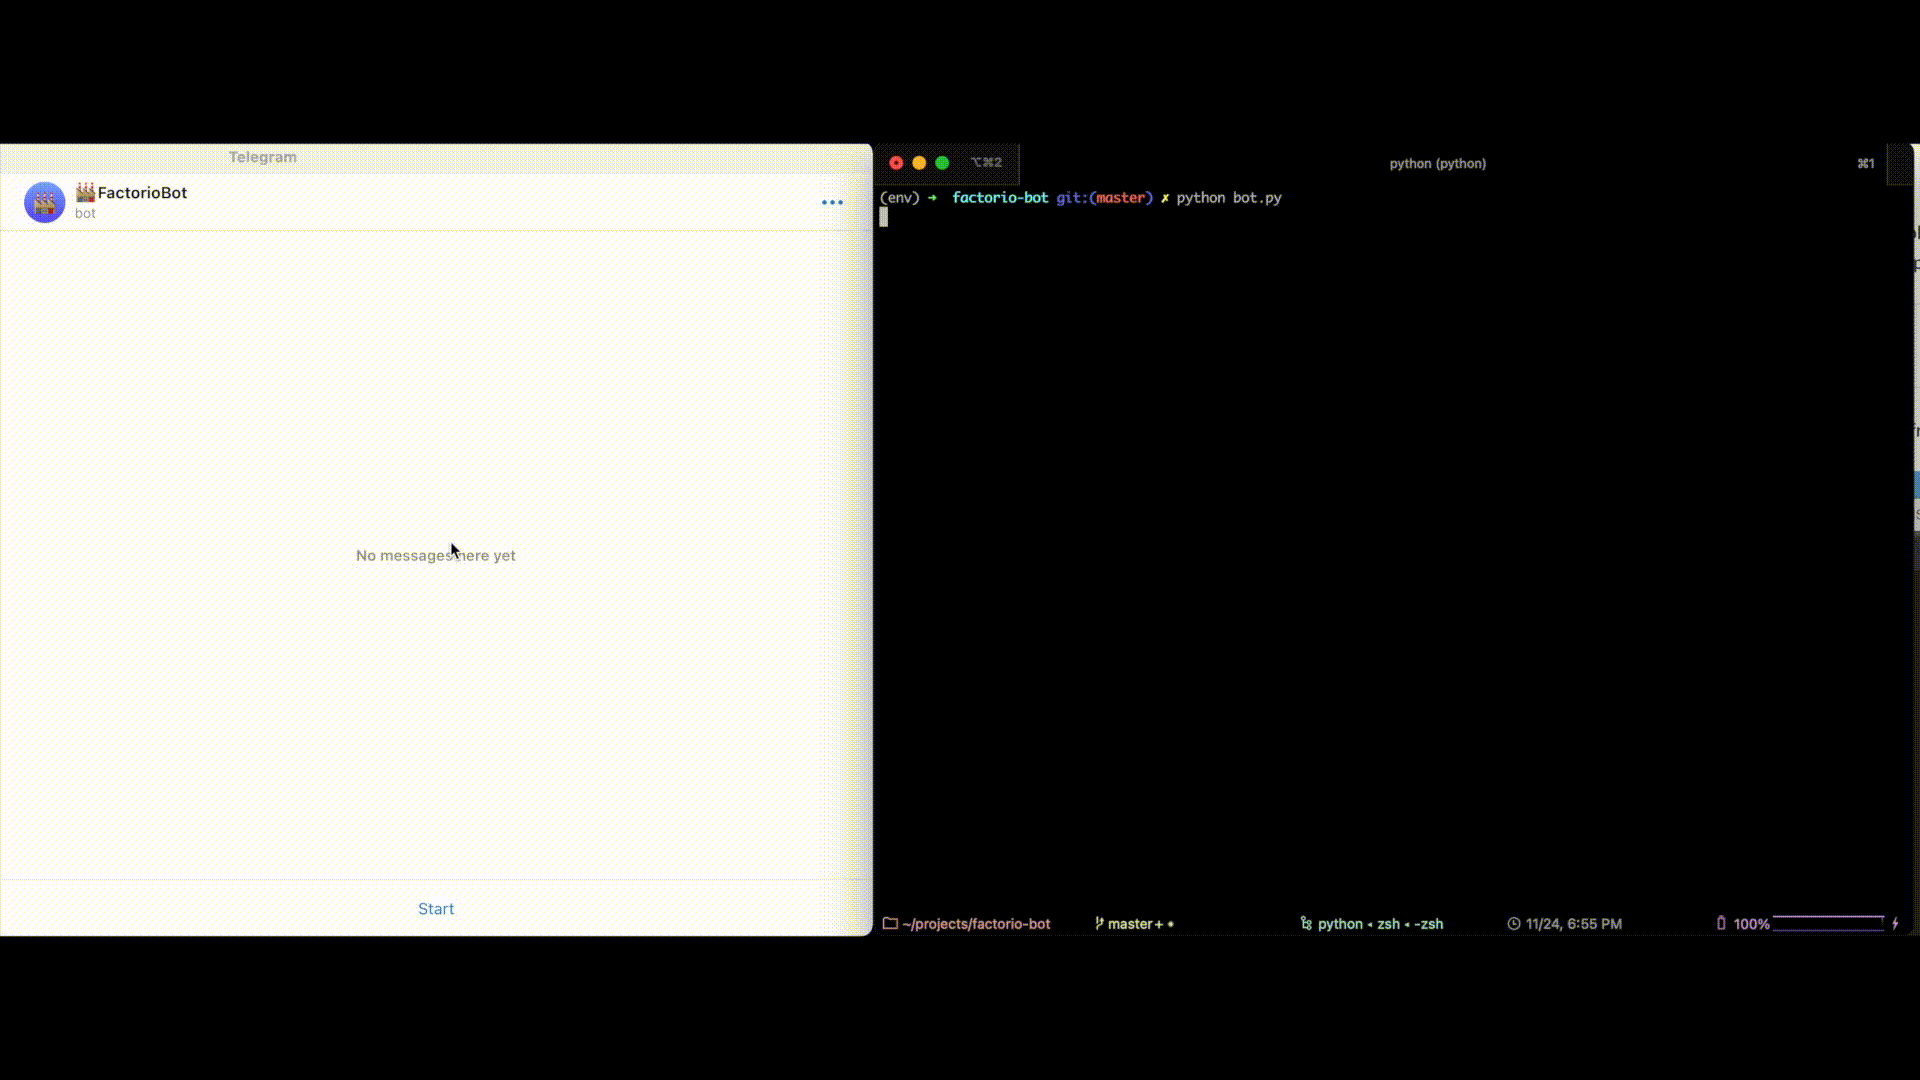 Telegram
🏭FactorioBot
bot
No messages here yet
Start
⌥⌘2
python (python)
⌘1
(env) ➜ factorio-bot git:(master) ✗ python bot.py
~/projects/factorio-bot
master+ •
python ◂ zsh ◂ -zsh
11/24, 6:55 PM
100%